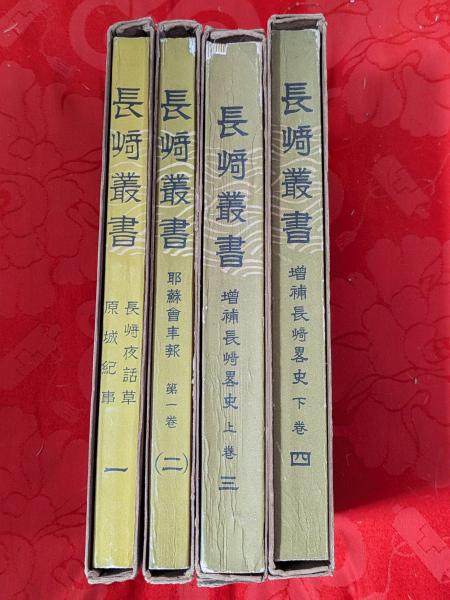 長崎叢書
長崎夜話草
原城紀事
一
長崎叢書
耶蘇會年報 第一卷
(二)
長崎叢書
增補長崎畧史 上卷
三
長崎叢書
增補長崎畧史 下卷
四